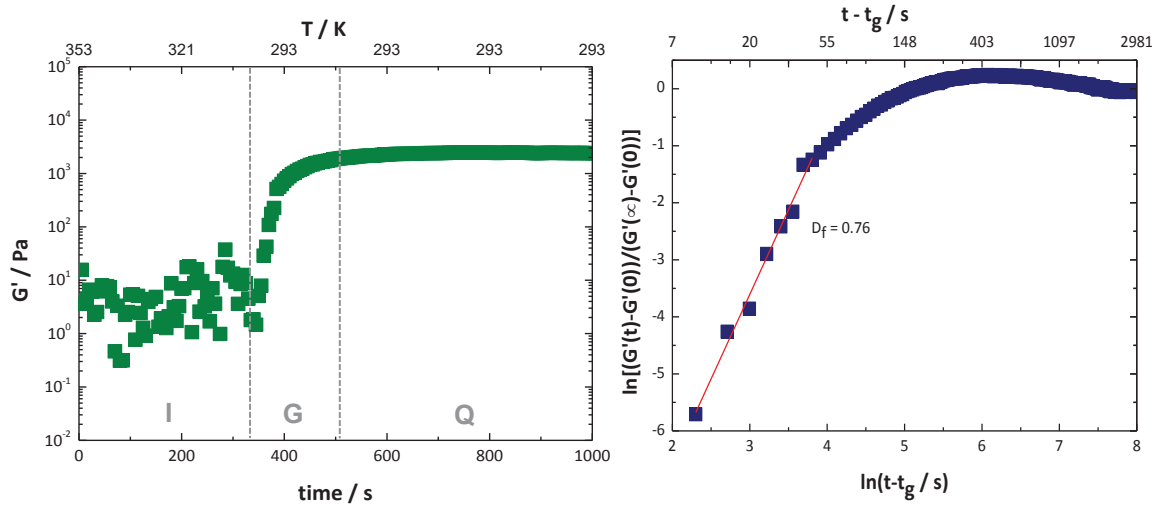 T / K
353 321 293 293 293 293
10^5
10^4
10^3
10^2
10^1
10^0
10^-1
10^-2
G' / Pa
I G Q
0 200 400 600 800 1000
time / s
t - t_g / s
7 20 55 148 403 1097 2981
0
-1
-2
-3
-4
-5
-6
ln[(G'(t)-G'(0))/(G'(∝)-G'(0))]
D_f = 0.76
2 3 4 5 6 7 8
ln(t-t_g / s)